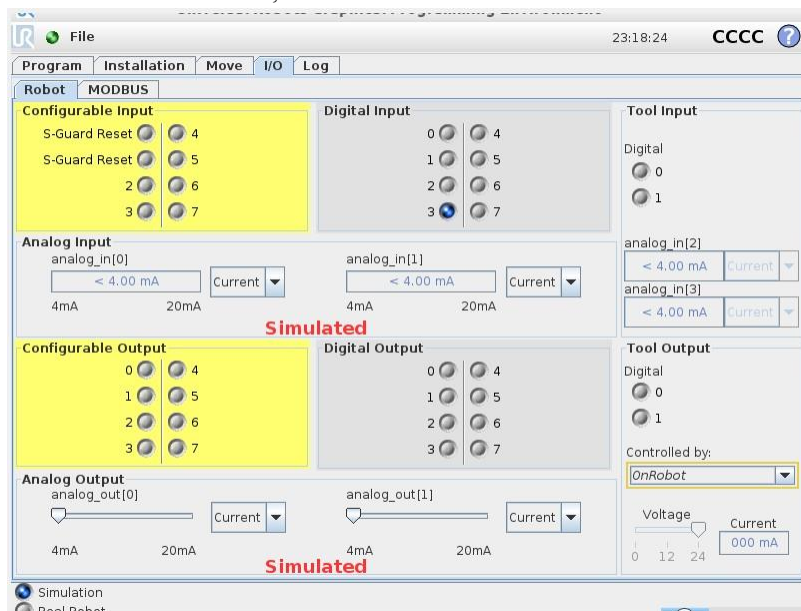 File 23:18:24 CCCC ?
Program Installation Move I/O Log
Robot MODBUS
Configurable Input
S-Guard Reset 4
S-Guard Reset 5
2 6
3 7
Digital Input
0 4
1 5
2 6
3 7
Tool Input
Digital
0
1
Analog Input
analog_in[0]
< 4.00 mA Current
4mA 20mA
analog_in[1]
< 4.00 mA Current
4mA 20mA
Simulated
analog_in[2]
< 4.00 mA Current
analog_in[3]
< 4.00 mA Current
Configurable Output
0 4
1 5
2 6
3 7
Digital Output
0 4
1 5
2 6
3 7
Tool Output
Digital
0
1
Controlled by:
OnRobot
Analog Output
analog_out[0]
Current
4mA 20mA
analog_out[1]
Current
4mA 20mA
Simulated
Voltage
0 12 24
Current
000 mA
Simulation
Real Robot